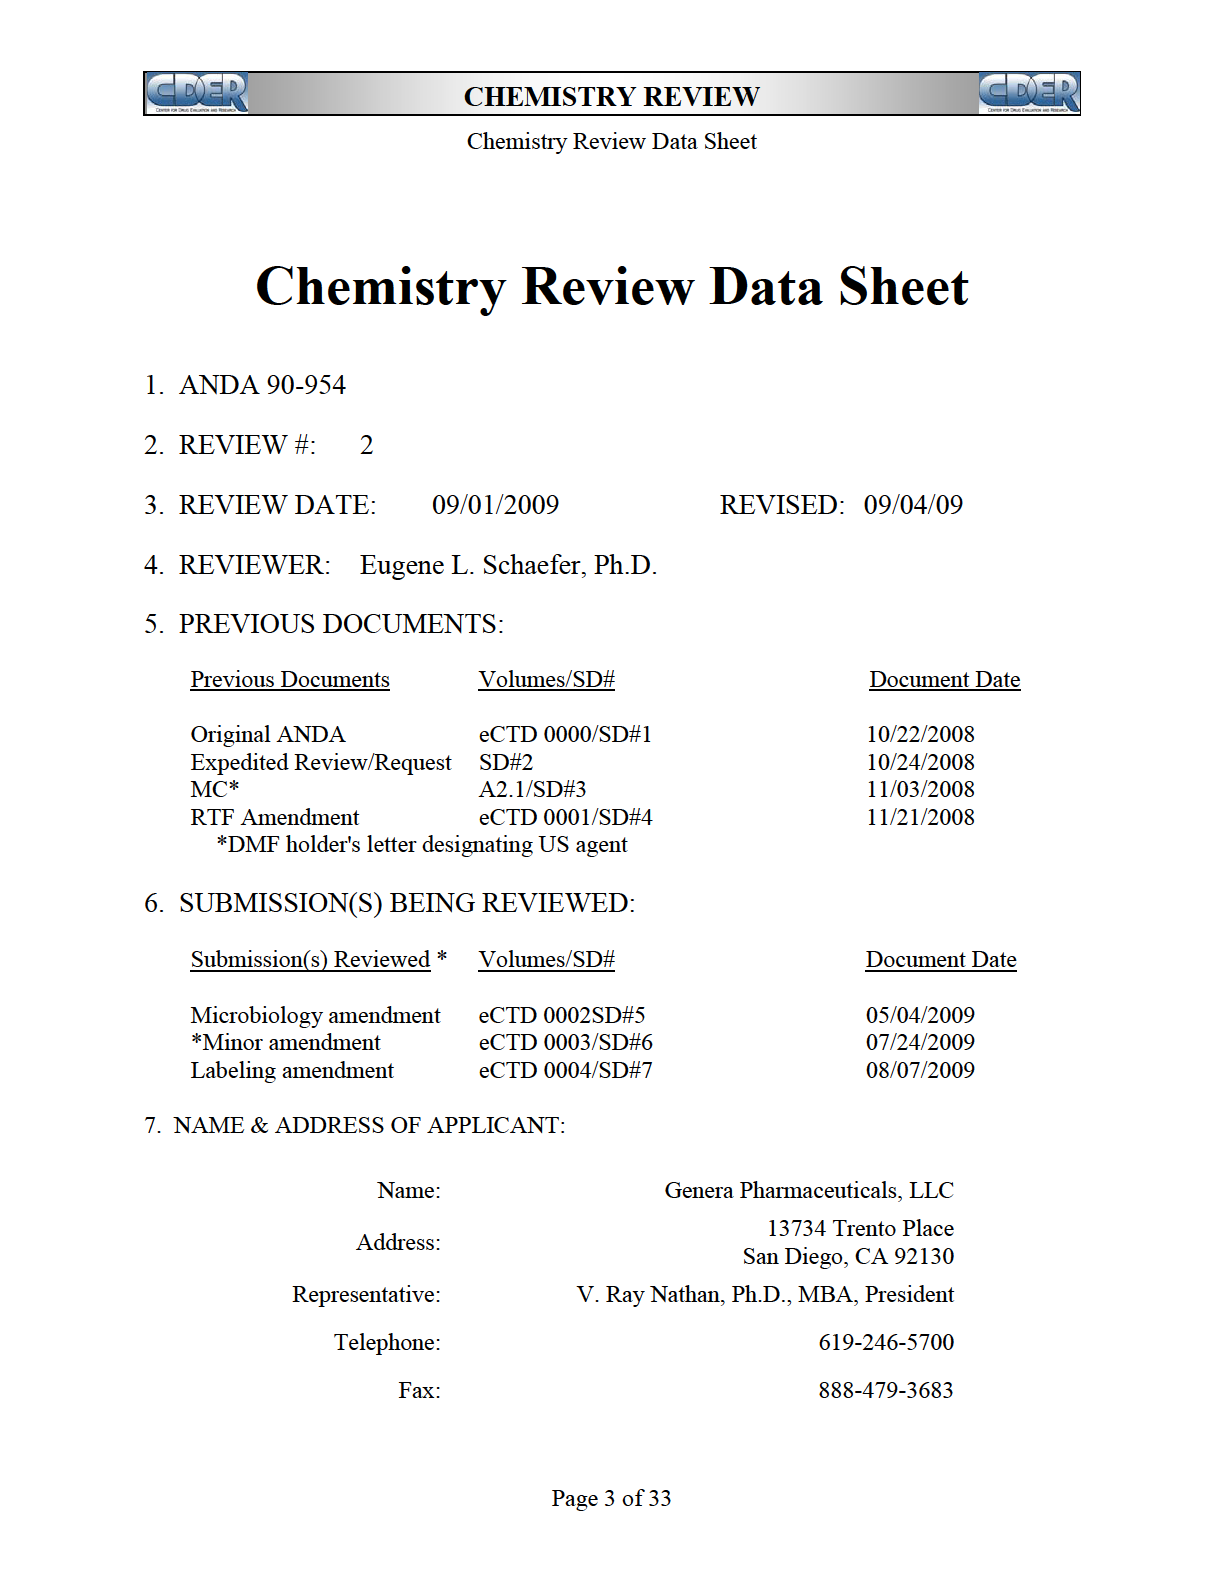 CDER CHEMISTRY REVIEW CDER
CENTER FOR DRUG EVALUATION AND RESEARCH CENTER FOR DRUG EVALUATION AND RESEARCH
Chemistry Review Data Sheet
Chemistry Review Data Sheet
1. ANDA 90-954
2. REVIEW #: 2
3. REVIEW DATE: 09/01/2009 REVISED: 09/04/09
4. REVIEWER: Eugene L. Schaefer, Ph.D.
5. PREVIOUS DOCUMENTS:
Previous Documents Volumes/SD# Document Date
Original ANDA eCTD 0000/SD#1 10/22/2008
Expedited Review/Request SD#2 10/24/2008
MC* A2.1/SD#3 11/03/2008
RTF Amendment eCTD 0001/SD#4 11/21/2008
*DMF holder's letter designating US agent
6. SUBMISSION(S) BEING REVIEWED:
Submission(s) Reviewed * Volumes/SD# Document Date
Microbiology amendment eCTD 0002SD#5 05/04/2009
*Minor amendment eCTD 0003/SD#6 07/24/2009
Labeling amendment eCTD 0004/SD#7 08/07/2009
7. NAME & ADDRESS OF APPLICANT:
Name: Genera Pharmaceuticals, LLC
Address: 13734 Trento Place
San Diego, CA 92130
Representative: V. Ray Nathan, Ph.D., MBA, President
Telephone: 619-246-5700
Fax: 888-479-3683
Page 3 of 33